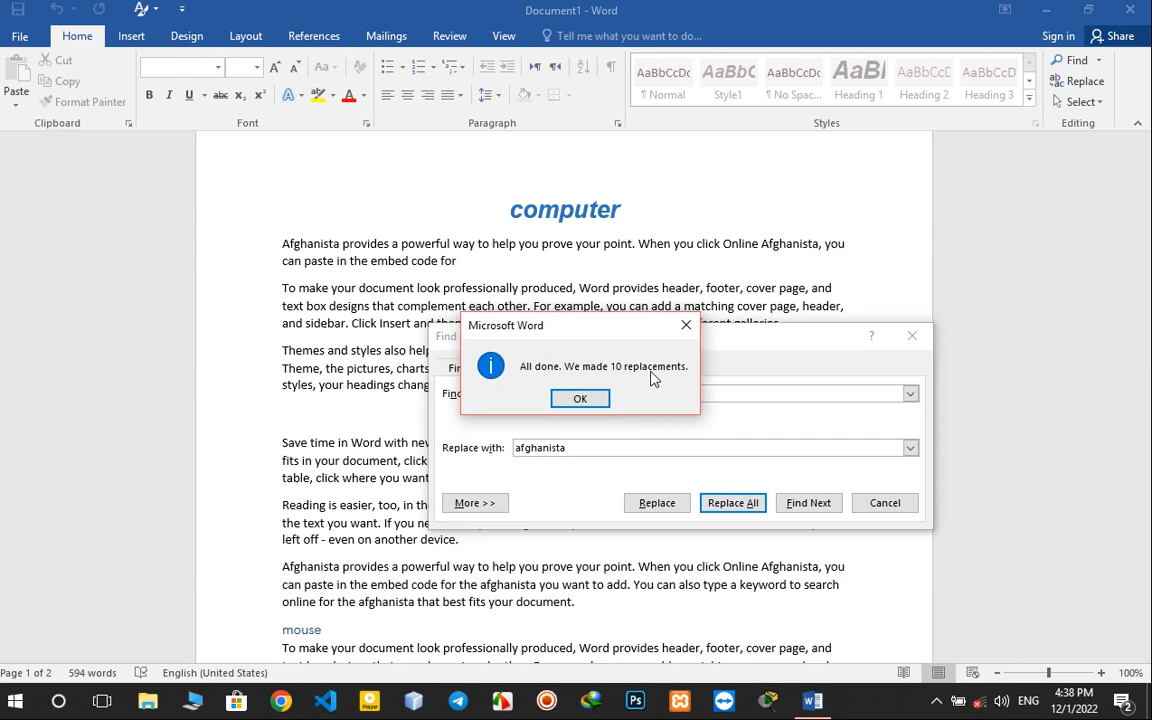 Document1 - Word
File Home Insert Design Layout References Mailings Review View Tell me what you want to do... Sign in Share
Paste
Cut
Copy
Format Painter
Clipboard
Aa
B I U abc X₂ X²
A A
Font
Paragraph
AaBbCcDc AaBbC AaBbCcDc AaBl AaBbCcD AaBbCcD
¶ Normal Style1 ¶ No Spac... Heading 1 Heading 2 Heading 3
Styles
Find
Replace
Select
Editing
computer
Afghanista provides a powerful way to help you prove your point. When you click Online Afghanista, you
can paste in the embed code for
To make your document look professionally produced, Word provides header, footer, cover page, and
text box designs that complement each other. For example, you can add a matching cover page, header,
and sidebar. Click Insert and
Themes and styles also help
Theme, the pictures, charts
styles, your headings chang
Save time in Word with new
fits in your document, click
table, click where you want
Reading is easier, too, in th
the text you want. If you ne
left off - even on another device.
Afghanista provides a powerful way to help you prove your point. When you click Online Afghanista, you
can paste in the embed code for the afghanista you want to add. You can also type a keyword to search
online for the afghanista that best fits your document.
mouse
To make your document look professionally produced, Word provides header, footer, cover page, and
Microsoft Word
All done. We made 10 replacements.
OK
?
Replace with: afghanista
More >> Replace Replace All Find Next Cancel
Page 1 of 2 594 words English (United States) 100%
ENG
4:38 PM
12/1/2022
2